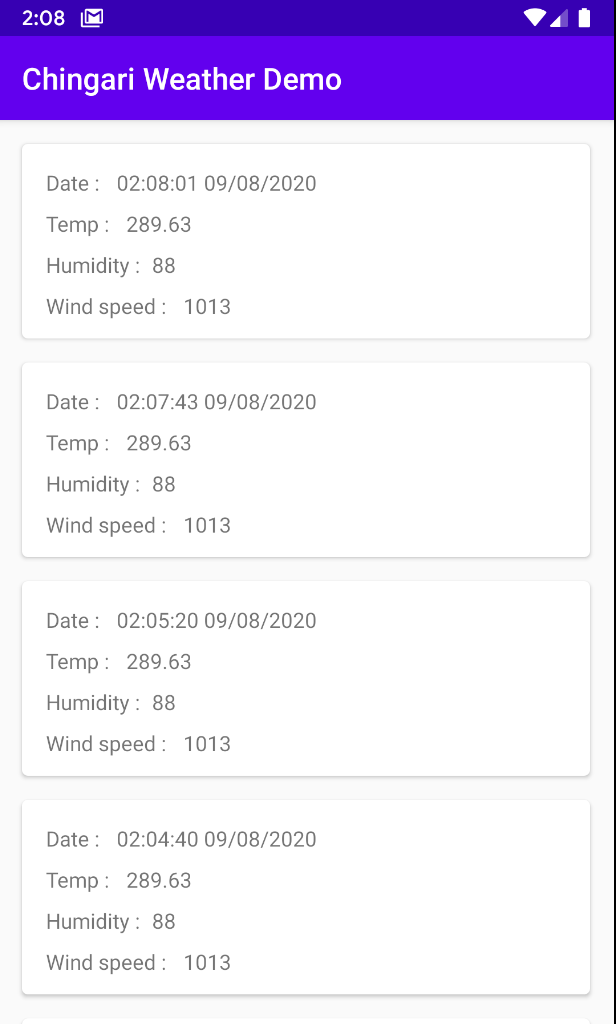 2:08
Chingari Weather Demo
Date : 02:08:01 09/08/2020
Temp : 289.63
Humidity : 88
Wind speed : 1013
Date : 02:07:43 09/08/2020
Temp : 289.63
Humidity : 88
Wind speed : 1013
Date : 02:05:20 09/08/2020
Temp : 289.63
Humidity : 88
Wind speed : 1013
Date : 02:04:40 09/08/2020
Temp : 289.63
Humidity : 88
Wind speed : 1013